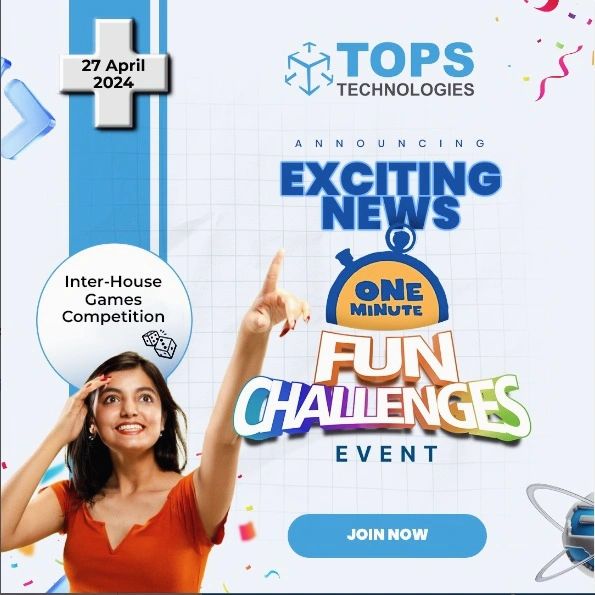 27 April
2024
TOPS
TECHNOLOGIES
ANNOUNCING
EXCITING
NEWS
ONE
MINUTE
FUN
CHALLENGES
EVENT
Inter-House
Games
Competition
JOIN NOW